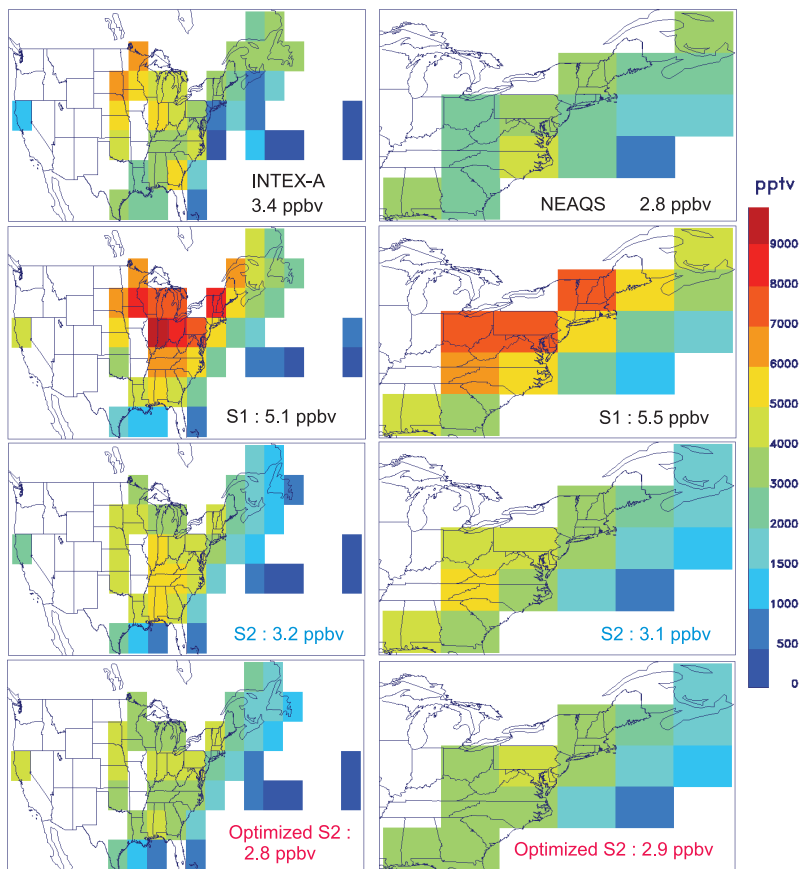 INTEX-A
3.4 ppbv
NEAQS 2.8 ppbv
S1 : 5.1 ppbv
S1 : 5.5 ppbv
S2 : 3.2 ppbv
S2 : 3.1 ppbv
Optimized S2 :
2.8 ppbv
Optimized S2 : 2.9 ppbv
pptv
9000
8000
7000
6000
5000
4000
3000
2000
1500
1000
500
0